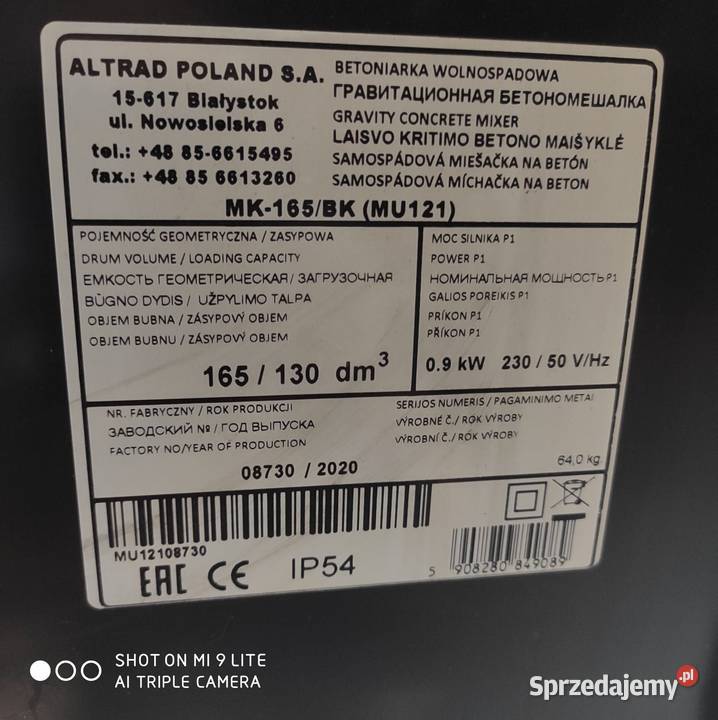 ALTRAD POLAND S.A.
15-617 Białystok
ul. Nowosielska 6
tel.: +48 85-6615495
fax.: +48 85 6613260
BETONIARKA WOLNOSPADOWA
ГРАВИТАЦИОННАЯ БЕТОНОМЕШАЛКА
GRAVITY CONCRETE MIXER
LAISVO KRITIMO BETONO MAIŠYKLĖ
SAMOSPÁDOVÁ MIEŠAČKA NA BETÓN
SAMOSPÁDOVÁ MÍCHAČKA NA BETON
MK-165/BK (MU121)
POJEMNOŚĆ GEOMETRYCZNA / ZASYPOWA
DRUM VOLUME / LOADING CAPACITY
ЕМКОСТЬ ГЕОМЕТРИЧЕСКАЯ / ЗАГРУЗОЧНАЯ
BŪGNO DYDIS / UŽPYLIMO TALPA
OBJEM BUBNA / ZÁSYPOVÝ OBJEM
OBJEM BUBNU / ZÁSYPOVÝ OBJEM
165 / 130 dm³
MOC SILNIKA P1
POWER P1
НОМИНАЛЬНАЯ МОЩНОСТЬ P1
GALIOS POREIKIS P1
PRÍKON P1
PŘÍKON P1
0.9 kW 230 / 50 V/Hz
NR. FABRYCZNY / ROK PRODUKCJI
ЗАВОДСКИЙ № / ГОД ВЫПУСКА
FACTORY NO/YEAR OF PRODUCTION
SERIJOS NUMERIS / PAGAMINIMO METAI
VÝROBNÉ Č./ ROK VÝROBY
VÝROBNÍ Č./ ROK VÝROBY
08730 / 2020
64,0 kg
MU12108730
EAC CE IP54
5 908280 849089
SHOT ON MI 9 LITE
AI TRIPLE CAMERA
Sprzedajemy.pl